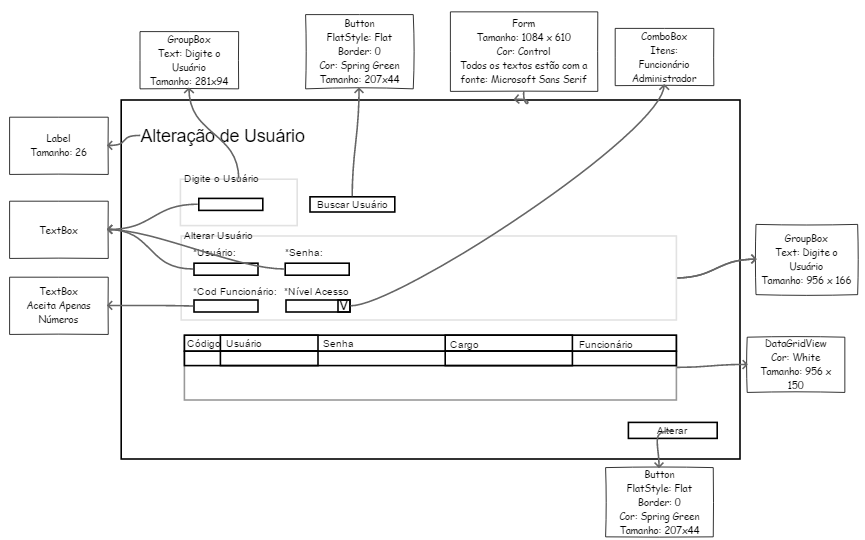 GroupBox
Text: Digite o
Usuário
Tamanho: 281x94
Button
FlatStyle: Flat
Border: 0
Cor: Spring Green
Tamanho: 207x44
Form
Tamanho: 1084 x 610
Cor: Control
Todos os textos estão com a
fonte: Microsoft Sans Serif
ComboBox
Itens:
Funcionário
Administrador
Label
Tamanho: 26
Alteração de Usuário
Digite o Usuário
Buscar Usuário
TextBox
Alterar Usuário
*Usuário:
*Senha:
GroupBox
Text: Digite o
Usuário
Tamanho: 956 x 166
TextBox
Aceita Apenas
Números
*Cod Funcionário:
*Nível Acesso
V
Código
Usuário
Senha
Cargo
Funcionário
DataGridView
Cor: White
Tamanho: 956 x
150
Alterar
Button
FlatStyle: Flat
Border: 0
Cor: Spring Green
Tamanho: 207x44